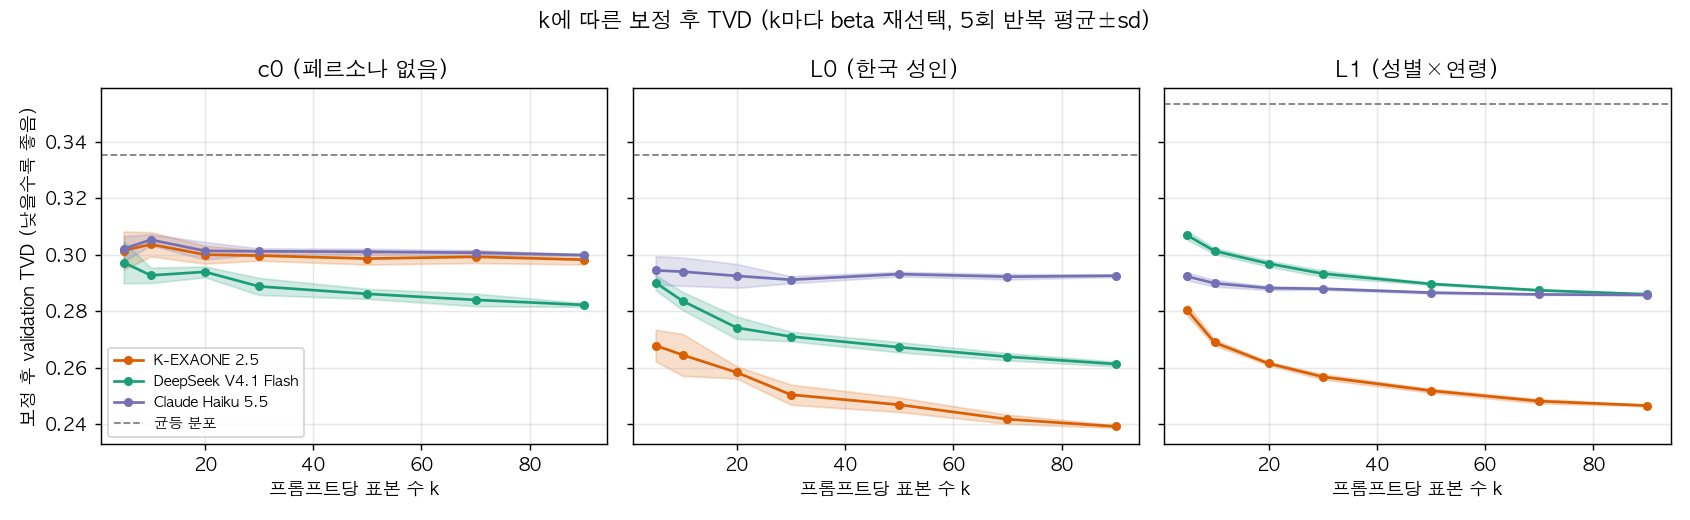 k에 따른 보정 후 TVD (k마다 beta 재선택, 5회 반복 평균±sd)
c0 (페르소나 없음)
L0 (한국 성인)
L1 (성별×연령)
보정 후 validation TVD (낮을수록 좋음)
0.34
0.32
0.30
0.28
0.26
0.24
K-EXAONE 2.5
DeepSeek V4.1 Flash
Claude Haiku 5.5
균등 분포
20 40 60 80
20 40 60 80
20 40 60 80
프롬프트당 표본 수 k
프롬프트당 표본 수 k
프롬프트당 표본 수 k